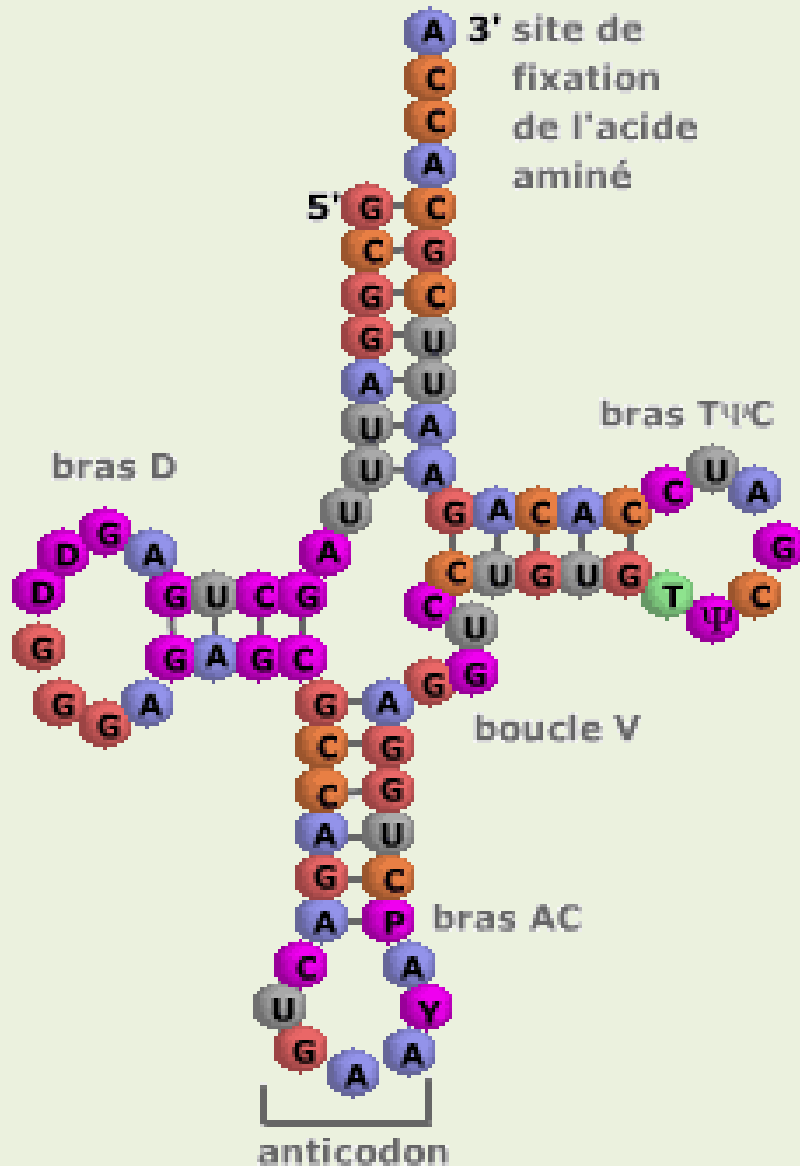 A 3' site de
C fixation
C de l'acide
A aminé
5' G C
C G
G C
G U
A U
U A
U A
bras TΨC
bras D
U G A C A C C U A
A C U G U G T Ψ C G
D D G A G U C G
G G G A G A G C
C U G G
boucle V
G A
C G
C G
A U
G C
A P
bras AC
C A
U Y
G A A
anticodon